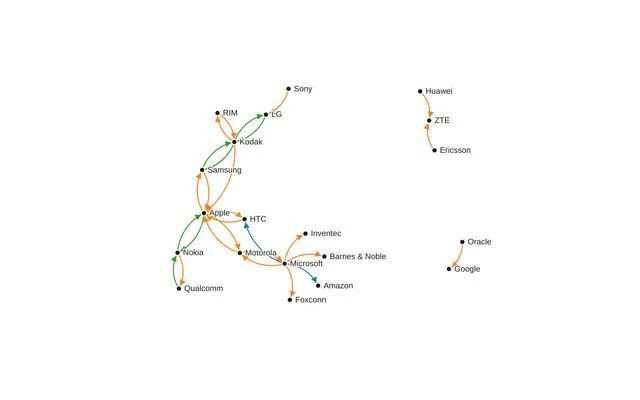 Sony
Huawei
RIM
LG
ZTE
Kodak
Ericsson
Samsung
Apple
HTC
Inventec
Oracle
Nokia
Motorola
Barnes & Noble
Microsoft
Google
Qualcomm
Amazon
Foxconn